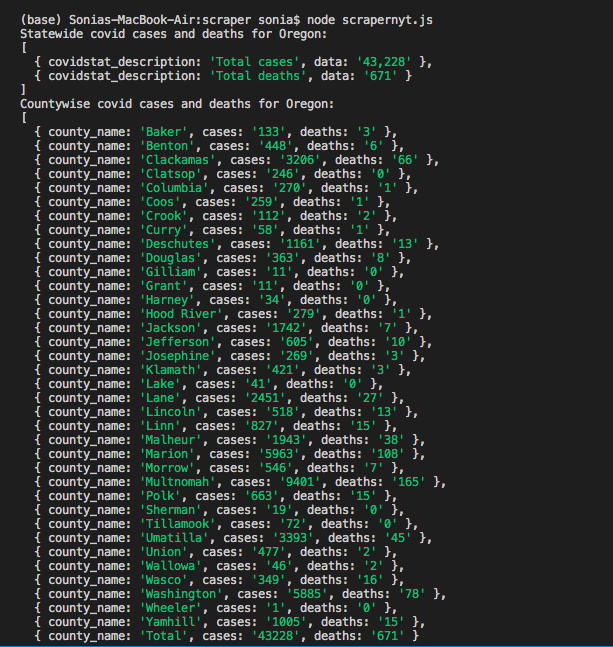 (base) Sonias-MacBook-Air:scraper sonia$ node scrapernyt.js
Statewide covid cases and deaths for Oregon:
[
  { covidstat_description: 'Total cases', data: '43,228' },
  { covidstat_description: 'Total deaths', data: '671' }
]
Countywise covid cases and deaths for Oregon:
[
  { county_name: 'Baker', cases: '133', deaths: '3' },
  { county_name: 'Benton', cases: '448', deaths: '6' },
  { county_name: 'Clackamas', cases: '3206', deaths: '66' },
  { county_name: 'Clatsop', cases: '246', deaths: '0' },
  { county_name: 'Columbia', cases: '270', deaths: '1' },
  { county_name: 'Coos', cases: '259', deaths: '1' },
  { county_name: 'Crook', cases: '112', deaths: '2' },
  { county_name: 'Curry', cases: '58', deaths: '1' },
  { county_name: 'Deschutes', cases: '1161', deaths: '13' },
  { county_name: 'Douglas', cases: '363', deaths: '8' },
  { county_name: 'Gilliam', cases: '11', deaths: '0' },
  { county_name: 'Grant', cases: '11', deaths: '0' },
  { county_name: 'Harney', cases: '34', deaths: '0' },
  { county_name: 'Hood River', cases: '279', deaths: '1' },
  { county_name: 'Jackson', cases: '1742', deaths: '7' },
  { county_name: 'Jefferson', cases: '605', deaths: '10' },
  { county_name: 'Josephine', cases: '269', deaths: '3' },
  { county_name: 'Klamath', cases: '421', deaths: '3' },
  { county_name: 'Lake', cases: '41', deaths: '0' },
  { county_name: 'Lane', cases: '2451', deaths: '27' },
  { county_name: 'Lincoln', cases: '518', deaths: '13' },
  { county_name: 'Linn', cases: '827', deaths: '15' },
  { county_name: 'Malheur', cases: '1943', deaths: '38' },
  { county_name: 'Marion', cases: '5963', deaths: '108' },
  { county_name: 'Morrow', cases: '546', deaths: '7' },
  { county_name: 'Multnomah', cases: '9401', deaths: '165' },
  { county_name: 'Polk', cases: '663', deaths: '15' },
  { county_name: 'Sherman', cases: '19', deaths: '0' },
  { county_name: 'Tillamook', cases: '72', deaths: '0' },
  { county_name: 'Umatilla', cases: '3393', deaths: '45' },
  { county_name: 'Union', cases: '477', deaths: '2' },
  { county_name: 'Wallowa', cases: '46', deaths: '2' },
  { county_name: 'Wasco', cases: '349', deaths: '16' },
  { county_name: 'Washington', cases: '5885', deaths: '78' },
  { county_name: 'Wheeler', cases: '1', deaths: '0' },
  { county_name: 'Yamhill', cases: '1005', deaths: '15' },
  { county_name: 'Total', cases: '43228', deaths: '671' }